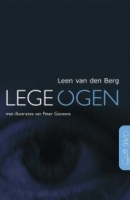 Leen van den Berg
LEGE OGEN
met illustraties van Peter Goossens